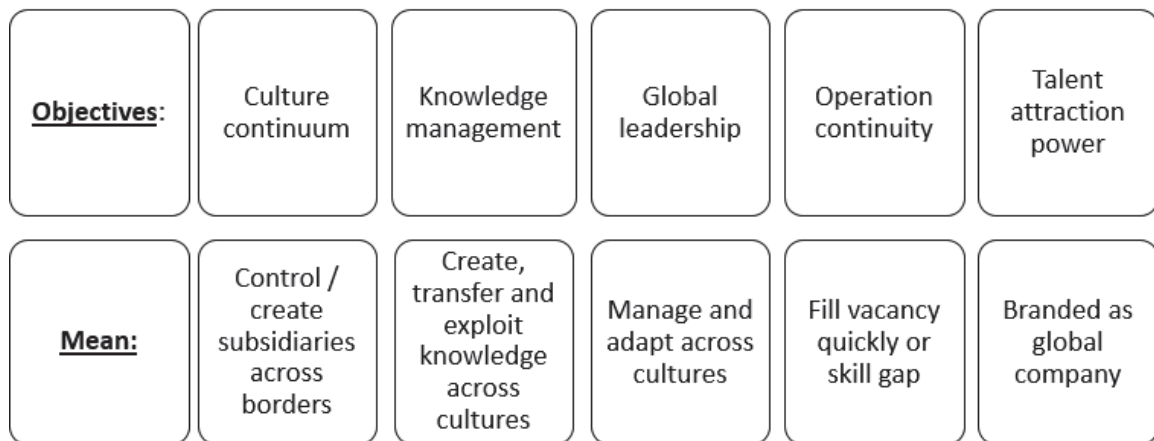 Objectives:
Culture
continuum
Knowledge
management
Global
leadership
Operation
continuity
Talent
attraction
power
Mean:
Control /
create
subsidiaries
across
borders
Create,
transfer and
exploit
knowledge
across
cultures
Manage and
adapt across
cultures
Fill vacancy
quickly or
skill gap
Branded as
global
company